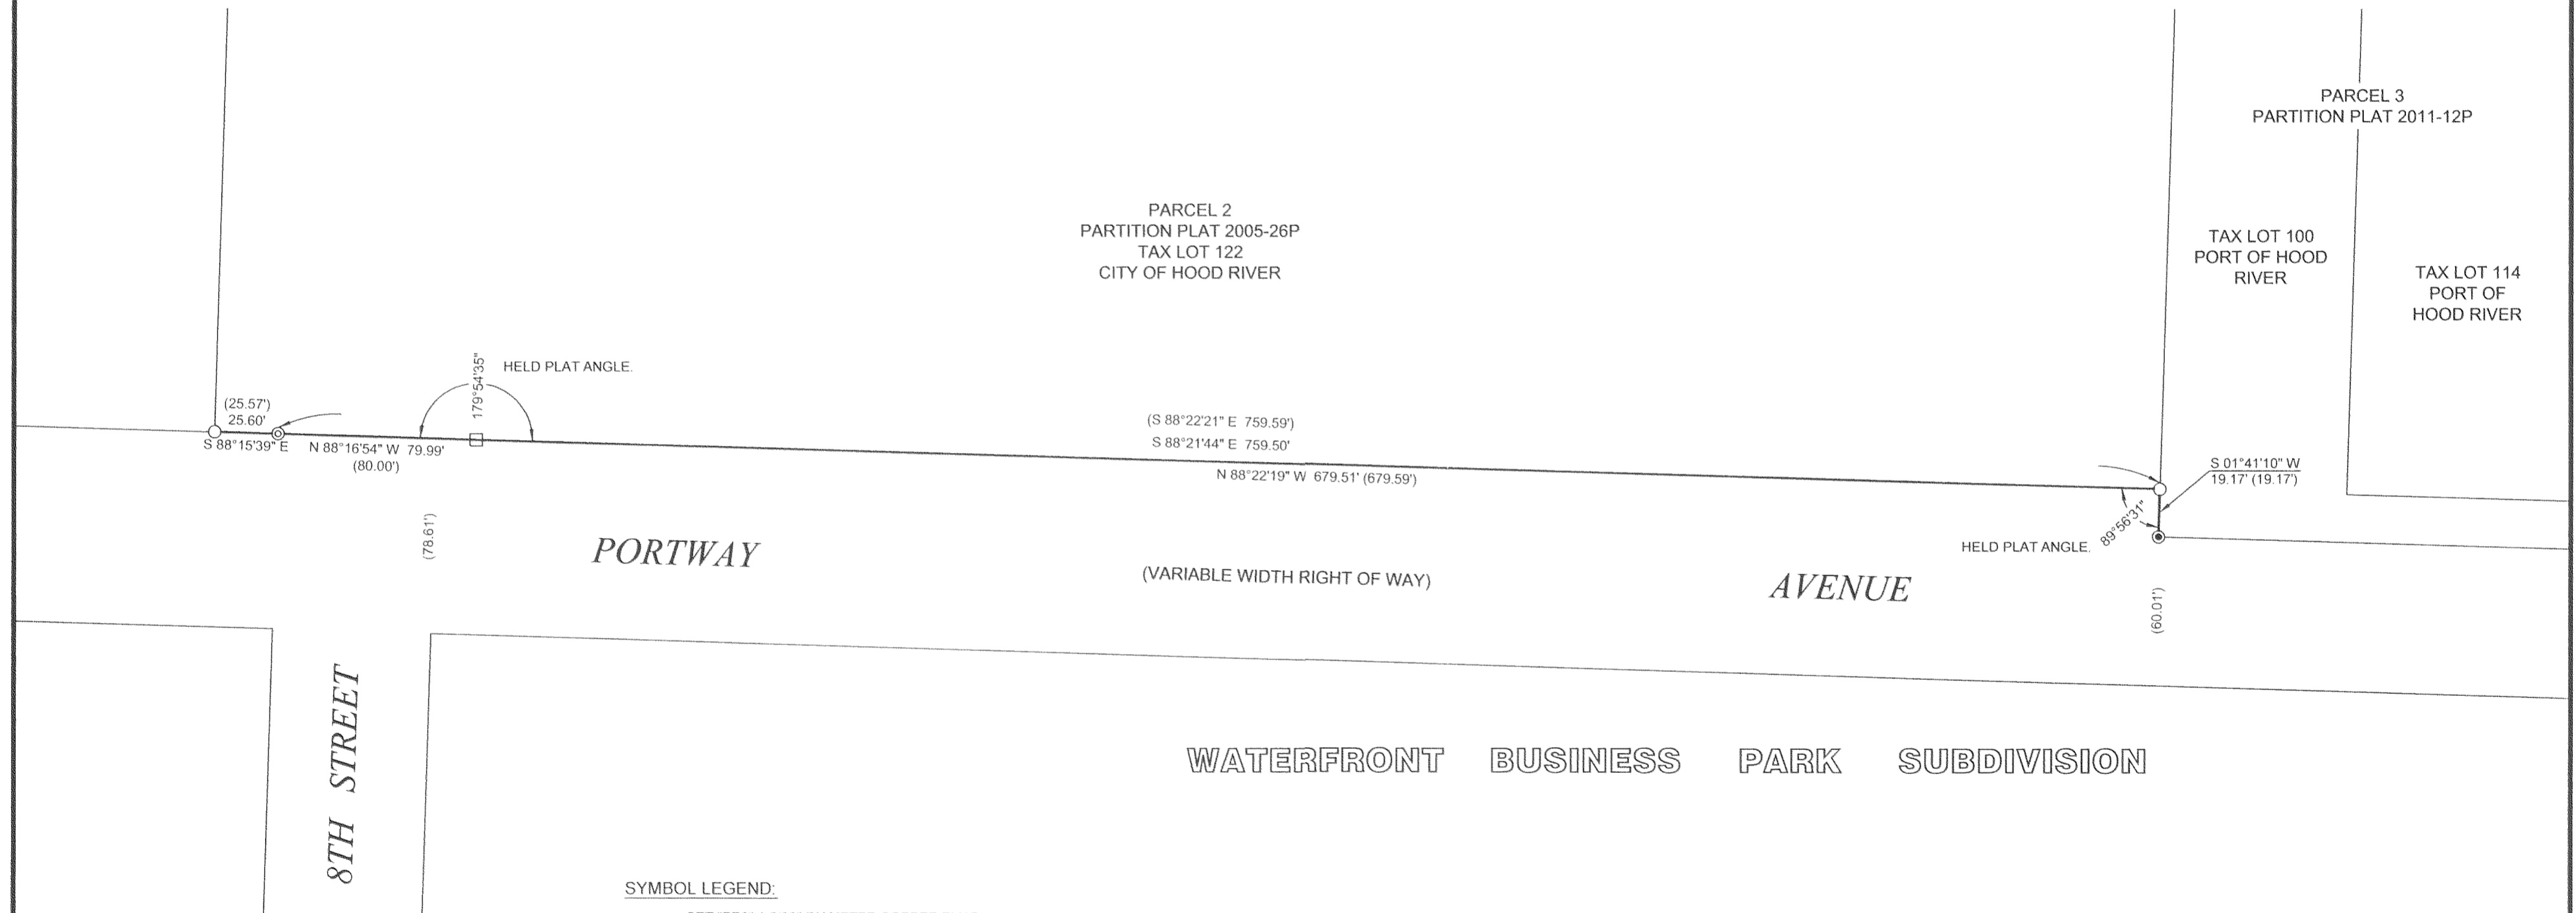 PARCEL 3
PARTITION PLAT 2011-12P
PARCEL 2
PARTITION PLAT 2005-26P
TAX LOT 122
CITY OF HOOD RIVER
TAX LOT 100
PORT OF HOOD
RIVER
TAX LOT 114
PORT OF
HOOD RIVER
179°54'35"
HELD PLAT ANGLE.
(25.57')
25.60'
S 88°15'39" E
N 88°16'54" W 79.99'
(80.00')
(S 88°22'21" E 759.59')
S 88°21'44" E 759.50'
N 88°22'19" W 679.51' (679.59')
S 01°41'10" W
19.17' (19.17')
89°56'31"
HELD PLAT ANGLE.
(78.61')
PORTWAY
(VARIABLE WIDTH RIGHT OF WAY)
AVENUE
(60.01')
8TH STREET
WATERFRONT BUSINESS PARK SUBDIVISION
SYMBOL LEGEND: